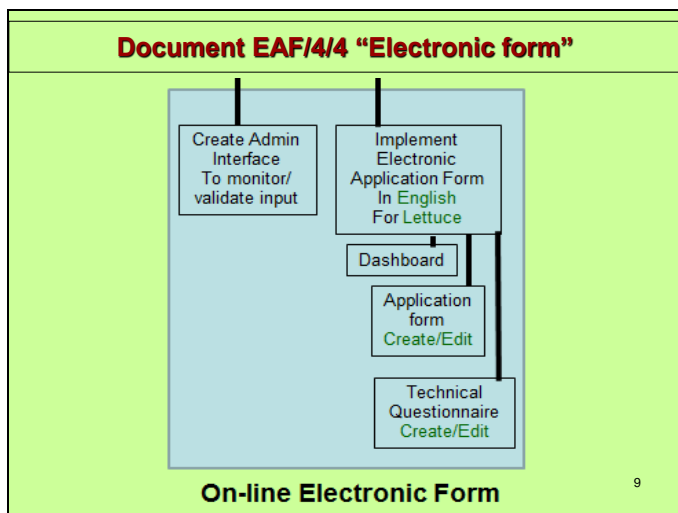 Document EAF/4/4 “Electronic form”
Create Admin
Interface
To monitor/
validate input
Implement
Electronic
Application Form
In English
For Lettuce
Dashboard
Application
form
Create/Edit
Technical
Questionnaire
Create/Edit
On-line Electronic Form
9